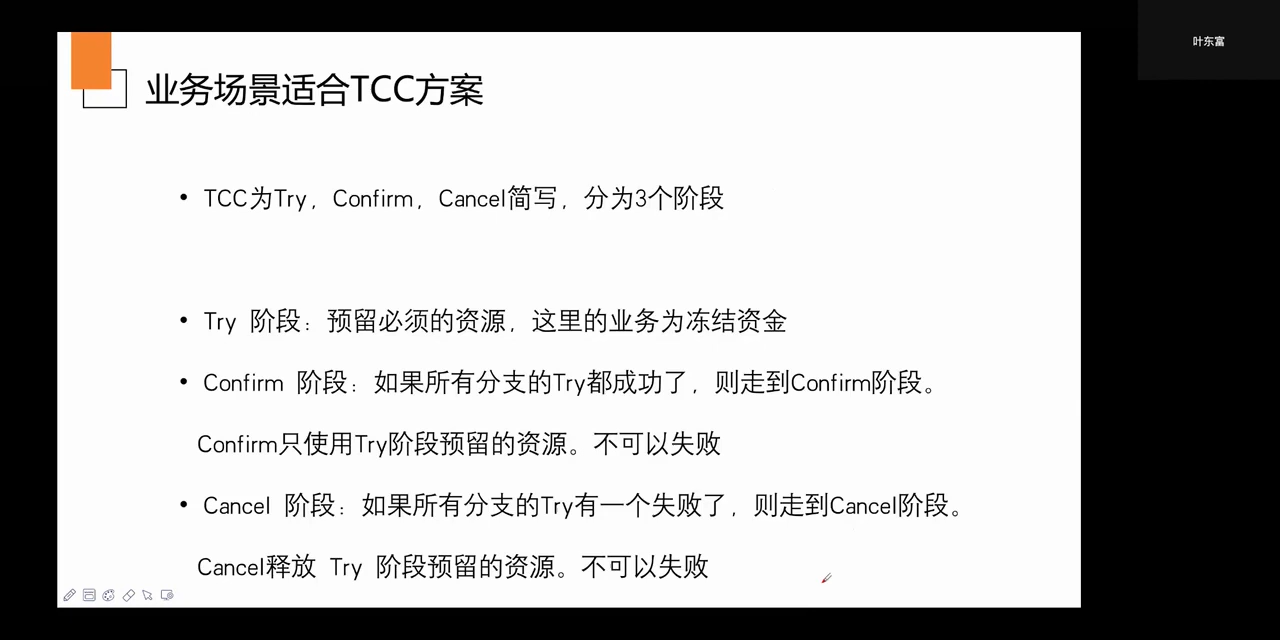 叶东富
业务场景适合TCC方案
• TCC为Try，Confirm，Cancel简写，分为3个阶段
• Try 阶段：预留必须的资源，这里的业务为冻结资金
• Confirm 阶段：如果所有分支的Try都成功了，则走到Confirm阶段。
Confirm只使用Try阶段预留的资源。不可以失败
• Cancel 阶段：如果所有分支的Try有一个失败了，则走到Cancel阶段。
Cancel释放 Try 阶段预留的资源。不可以失败